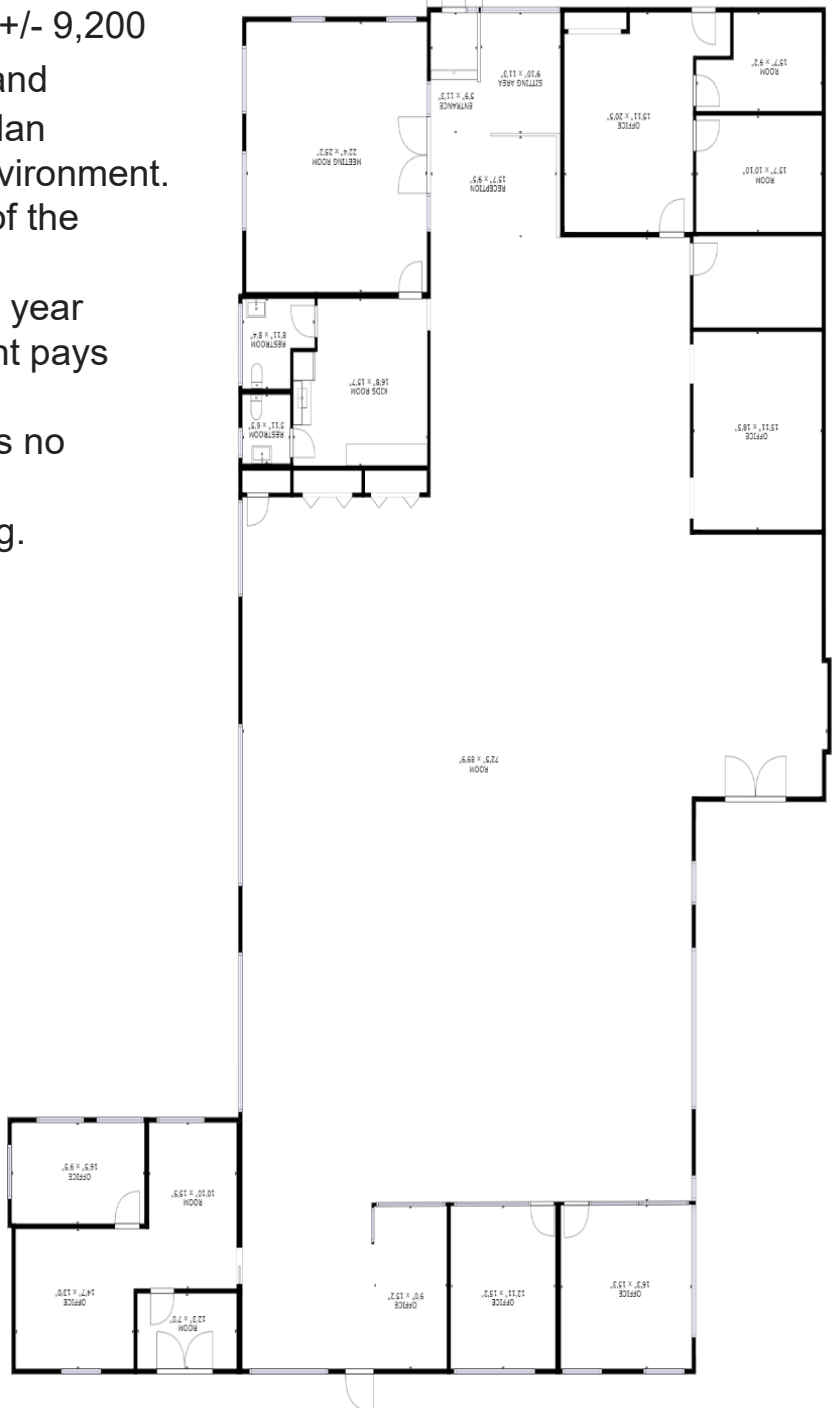 +/- 9,200
and
lan
vironment.
of the
year
nt pays
s no
g.
SITTING AREA
9'10" x 11'3"
ENTRANCE
5'9" x 11'3"
OFFICE
15'11" x 20'5"
ROOM
15'7" x 9'2"
MEETING ROOM
22'4" x 25'2"
RECEPTION
15'7" x 9'5"
ROOM
15'7" x 10'10"
RESTROOM
8'11" x 8'4"
KIDS ROOM
16'8" x 15'7"
RESTROOM
5'11" x 6'5"
OFFICE
15'11" x 18'5"
ROOM
72'5" x 89'9"
OFFICE
16'5" x 9'5"
ROOM
10'10" x 15'5"
OFFICE
14'7" x 13'0"
ROOM
12'3" x 7'0"
OFFICE
9'0" x 15'2"
OFFICE
12'11" x 15'2"
OFFICE
16'3" x 15'3"